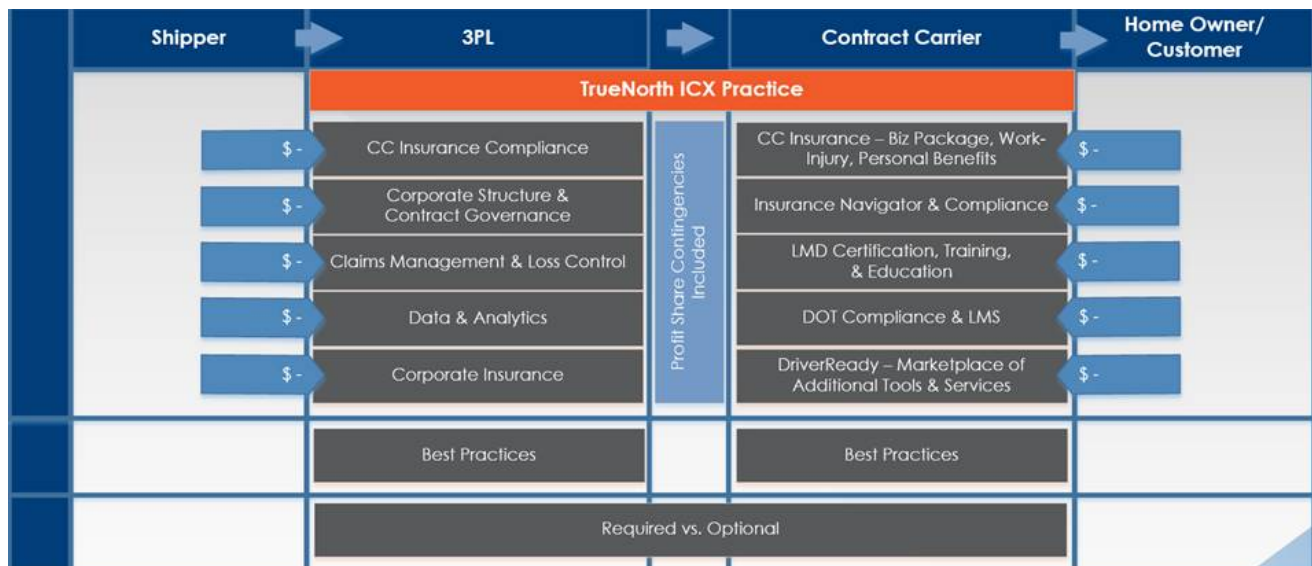 Shipper
3PL
Contract Carrier
Home Owner/
Customer
TrueNorth ICX Practice
$ -
CC Insurance Compliance
$ -
Corporate Structure &
Contract Governance
$ -
Claims Management & Loss Control
$ -
Data & Analytics
$ -
Corporate Insurance
Profit Share Contingencies
Included
CC Insurance – Biz Package, Work-
Injury, Personal Benefits
$ -
Insurance Navigator & Compliance
$ -
LMD Certification, Training,
& Education
$ -
DOT Compliance & LMS
$ -
DriverReady – Marketplace of
Additional Tools & Services
$ -
Best Practices
Best Practices
Required vs. Optional